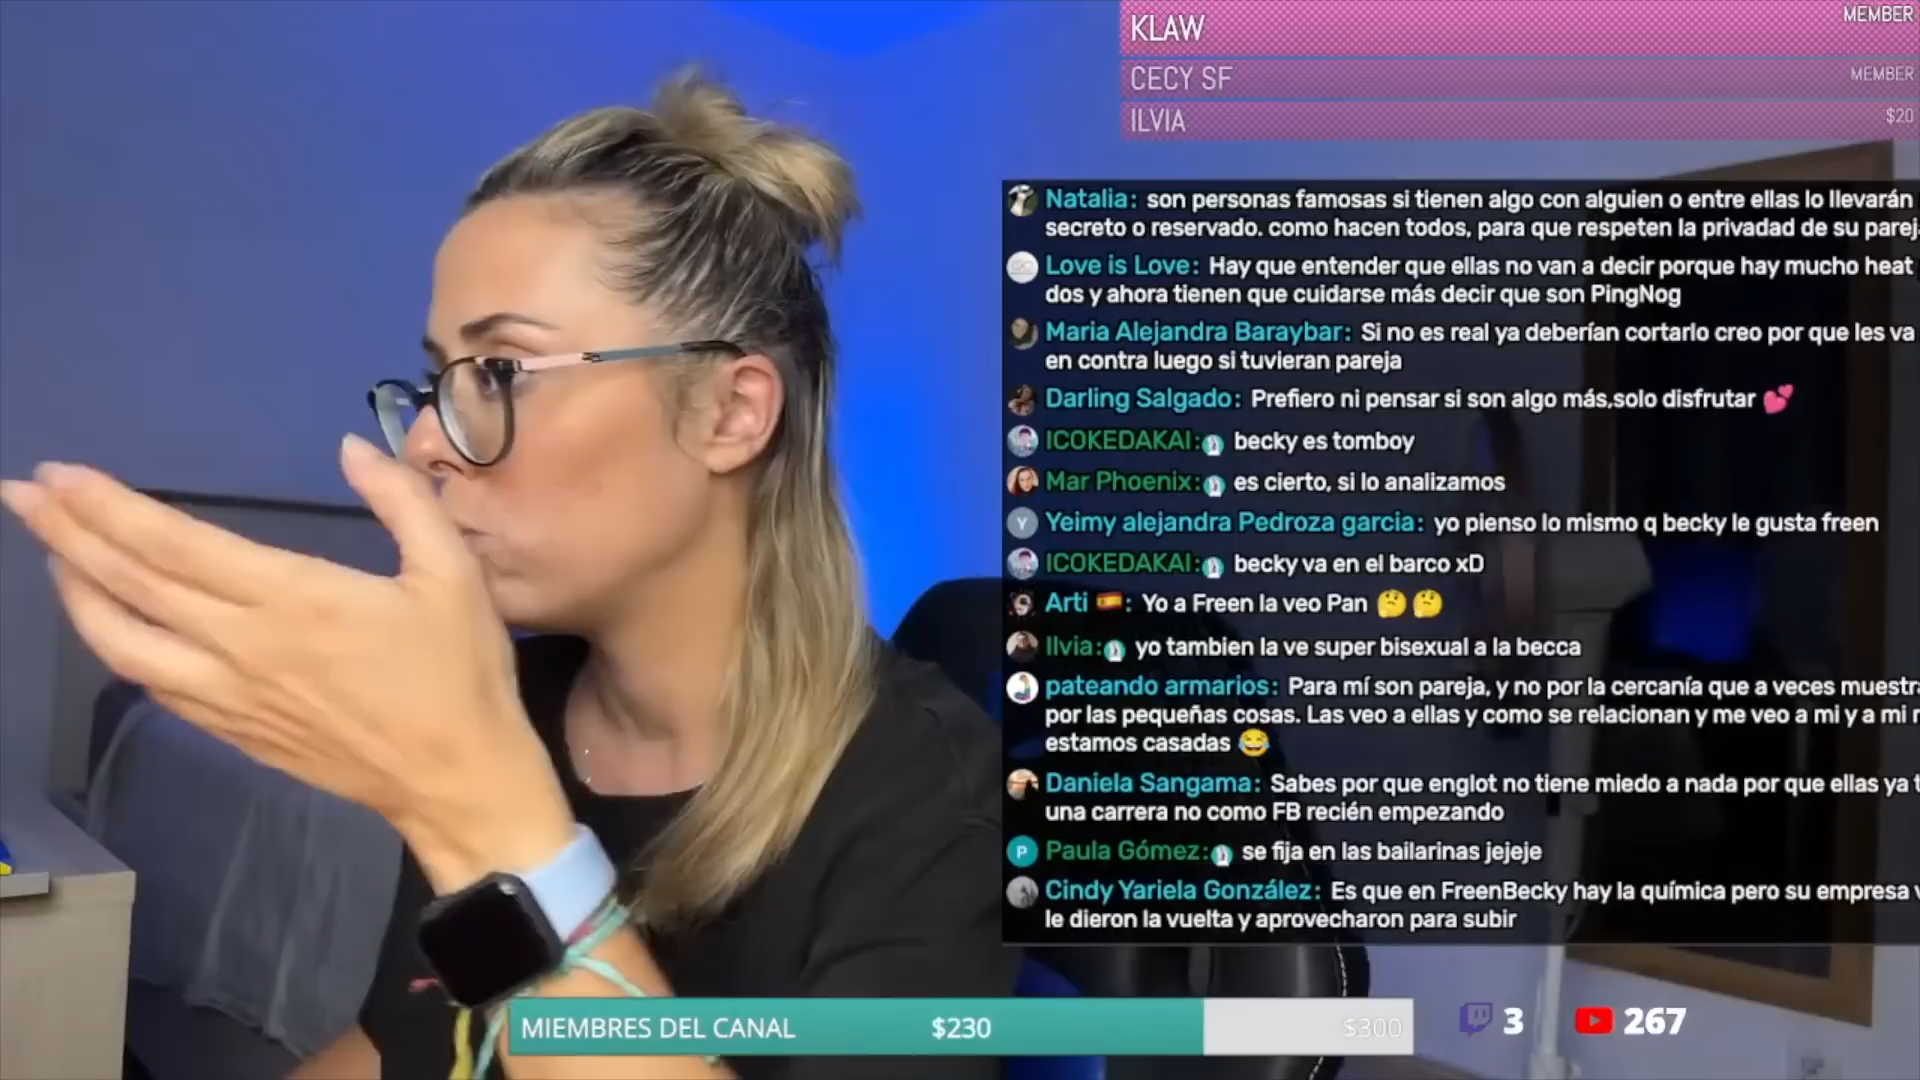 KLAW MEMBER
CECY SF MEMBER
ILVIA $20
Natalia: son personas famosas si tienen algo con alguien o entre ellas lo llevarán
secreto o reservado. como hacen todos, para que respeten la privadad de su parej
Love is Love: Hay que entender que ellas no van a decir porque hay mucho heat
dos y ahora tienen que cuidarse más decir que son PingNog
Maria Alejandra Baraybar: Si no es real ya deberían cortarlo creo por que les va
en contra luego si tuvieran pareja
Darling Salgado: Prefiero ni pensar si son algo más,solo disfrutar 💕
ICOKEDAKAI: becky es tomboy
Mar Phoenix: es cierto, si lo analizamos
Y Yeimy alejandra Pedroza garcia: yo pienso lo mismo q becky le gusta freen
ICOKEDAKAI: becky va en el barco xD
Arti 🇪🇸: Yo a Freen la veo Pan 🤔🤔
Ilvia: yo tambien la ve super bisexual a la becca
pateando armarios: Para mí son pareja, y no por la cercanía que a veces muestra
por las pequeñas cosas. Las veo a ellas y como se relacionan y me veo a mi y a mi
estamos casadas 😂
Daniela Sangama: Sabes por que englot no tiene miedo a nada por que ellas ya
una carrera no como FB recién empezando
P Paula Gómez: se fija en las bailarinas jejeje
Cindy Yariela González: Es que en FreenBecky hay la química pero su empresa
le dieron la vuelta y aprovecharon para subir
MIEMBRES DEL CANAL $230 $300
3 267